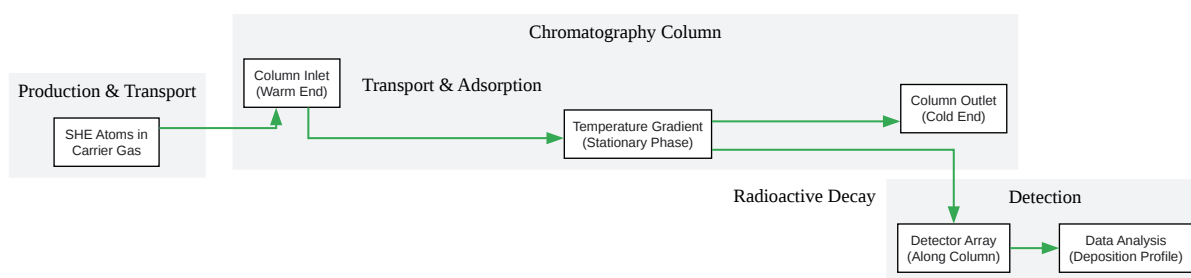 Chromatography Column
Column Inlet
(Warm End)
Transport & Adsorption
Production & Transport
SHE Atoms in
Carrier Gas
Temperature Gradient
(Stationary Phase)
Column Outlet
(Cold End)
Radioactive Decay
Detection
Detector Array
(Along Column)
Data Analysis
(Deposition Profile)